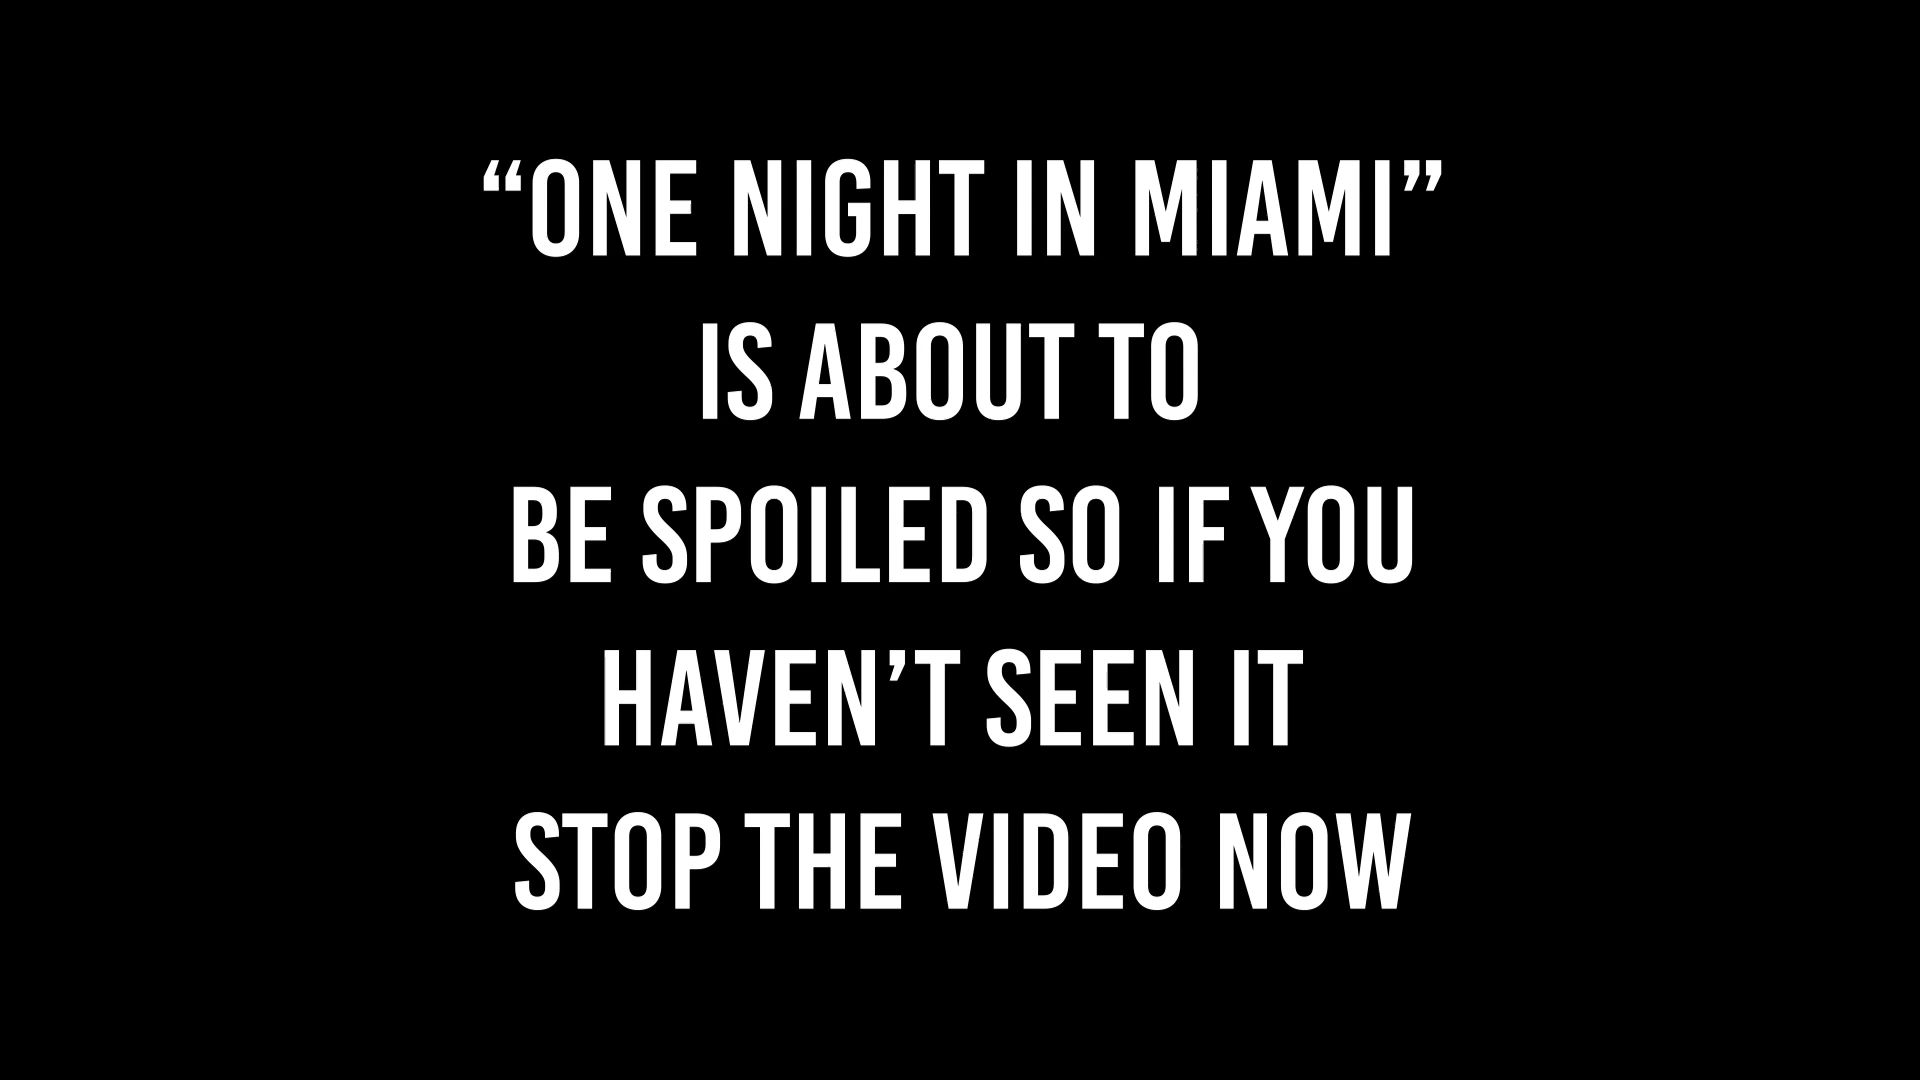 “ONE NIGHT IN MIAMI”
IS ABOUT TO
BE SPOILED SO IF YOU
HAVEN’T SEEN IT
STOP THE VIDEO NOW